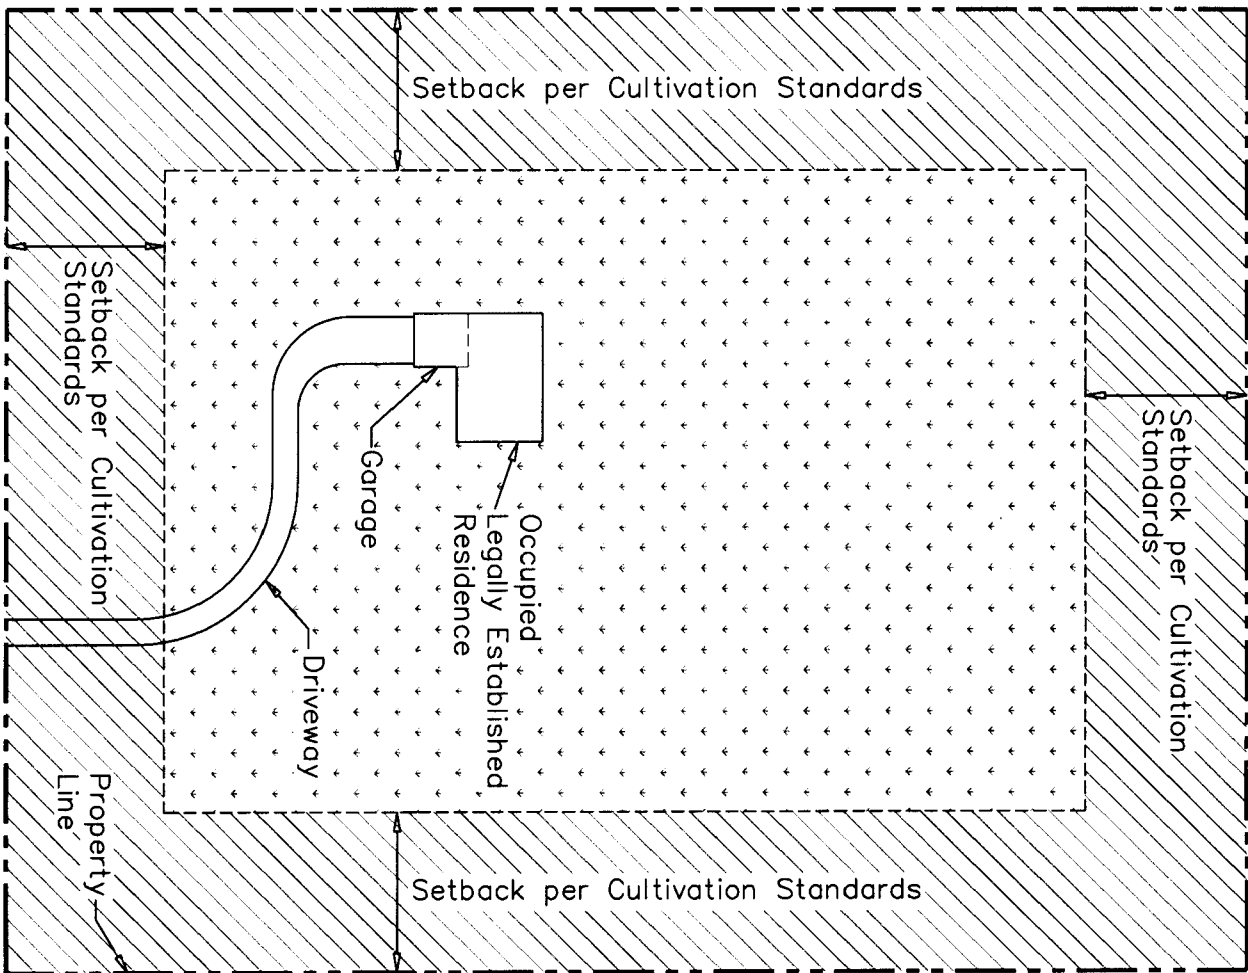 Setback per Cultivation Standards
Setback per Cultivation
Standards
Setback per Cultivation
Standards
Garage
Occupied
Legally Established
Residence
Driveway
Property
Line
Setback per Cultivation Standards